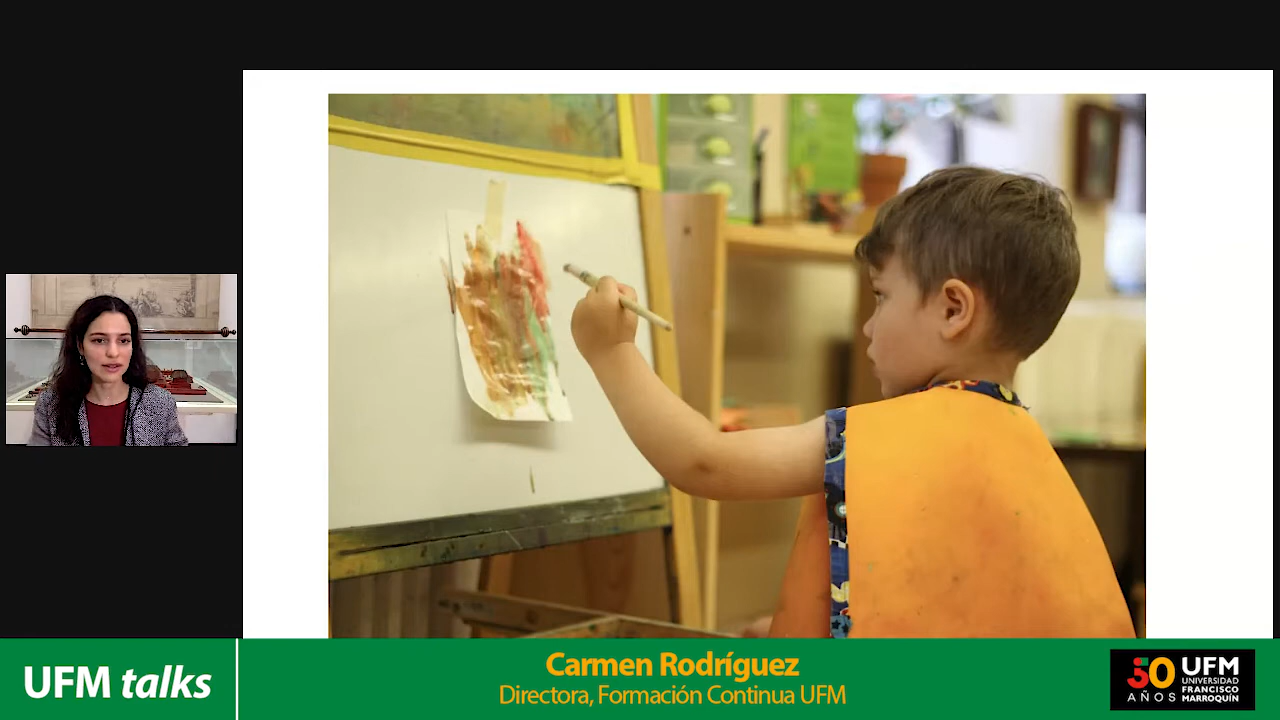 UFM talks
Carmen Rodríguez
Directora, Formación Continua UFM
50 AÑOS
UFM
UNIVERSIDAD
FRANCISCO
MARROQUÍN